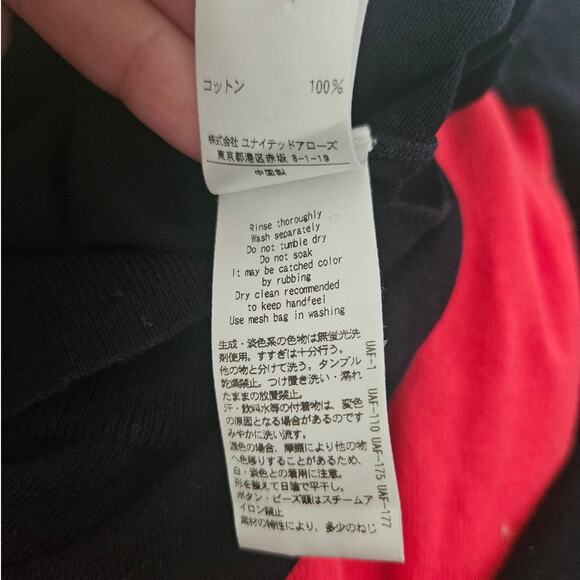 コットン 100%
株式会社 ユナイテッドアローズ
東京都港区赤坂 8-1-19
中国製
Rinse thoroughly
Wash separately
Do not tumble dry
Do not soak
It may be catched color
by rubbing
Dry clean recommended
to keep handfeel
Use mesh bag in washing
生成・淡色系の色物は無蛍光洗
剤使用。すすぎは十分行う。
他の物と分けて洗う。タンブル
乾燥禁止。つけ置き洗い・濡れ
たままの放置禁止。
汗・飲料水等の付着物は、変色
の原因となる場合があるのです
みやかに洗い流す。
濃色の場合、摩擦により他の物
へ色移りすることがあるため、
白・淡色との着用に注意。
形を整えて日陰で平干し。
ボタン・ビーズ類はスチームア
イロン禁止
素材の特性により、多少のねじ
UAF-1 UAF-110 UAF-175 UAF-177